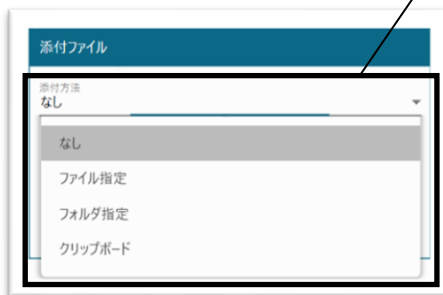 添付ファイル
添付方法
なし
なし
ファイル指定
フォルダ指定
クリップボード